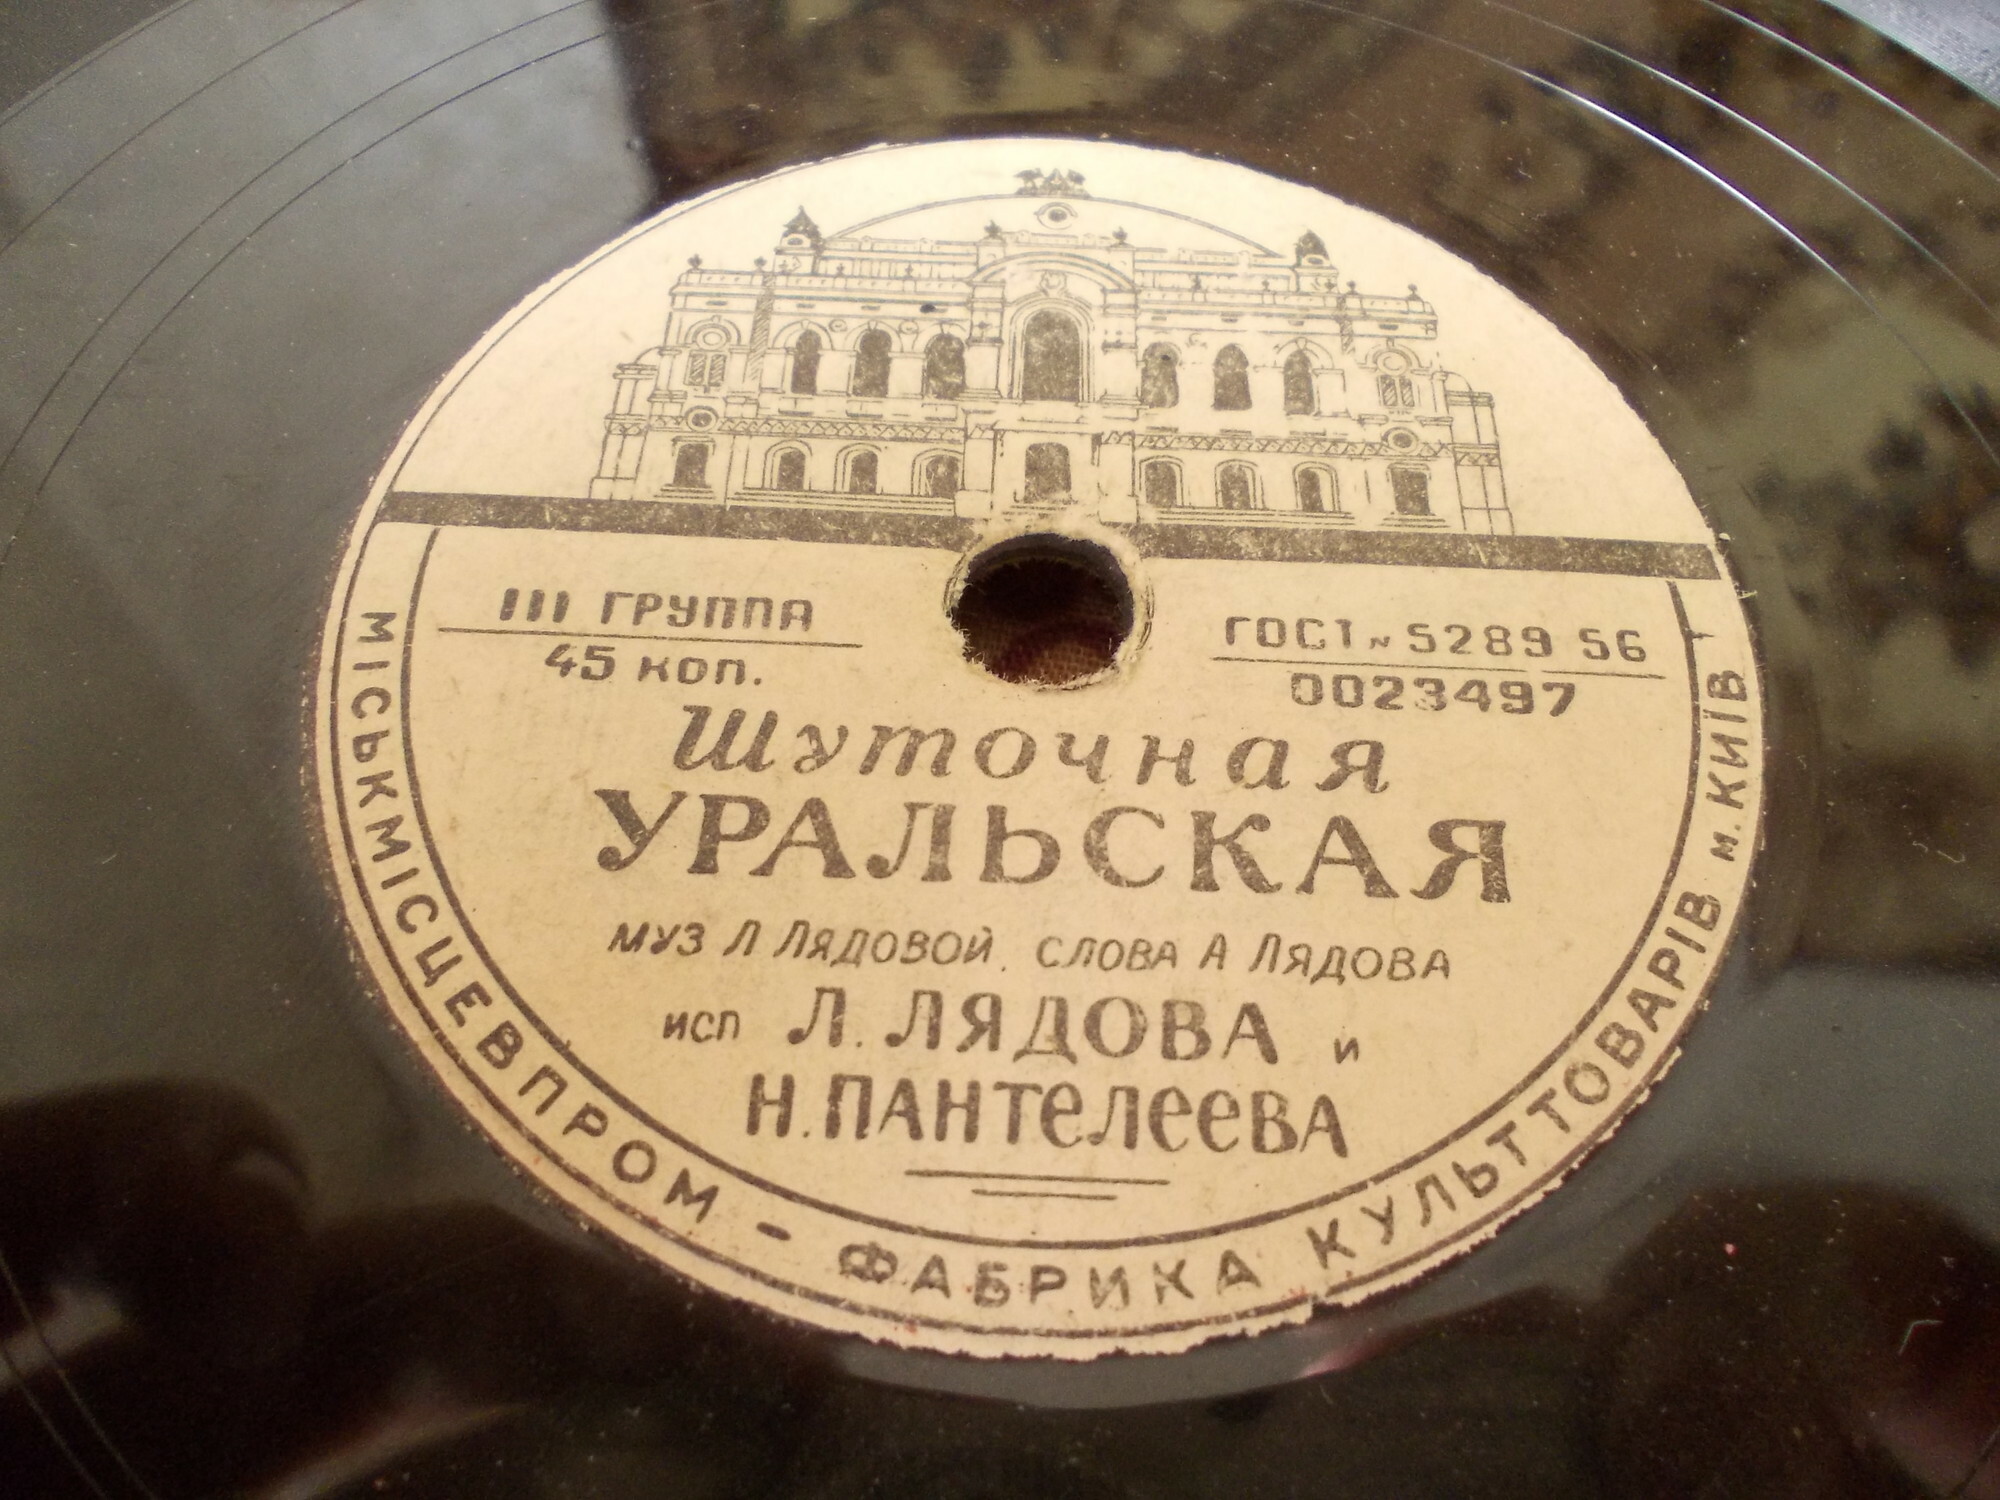 III ГРУППА
45 коп.
ГОСТ N 5289 56
0023497
Шуточная
УРАЛЬСКАЯ
МУЗ Л ЛЯДОВОЙ. СЛОВА А ЛЯДОВА
исп Л. ЛЯДОВА и
Н. ПАНТЕЛЕЕВА
МІСЬКМІСЦЕВПРОМ - ФАБРИКА КУЛЬТТОВАРІВ м. КИЇВ